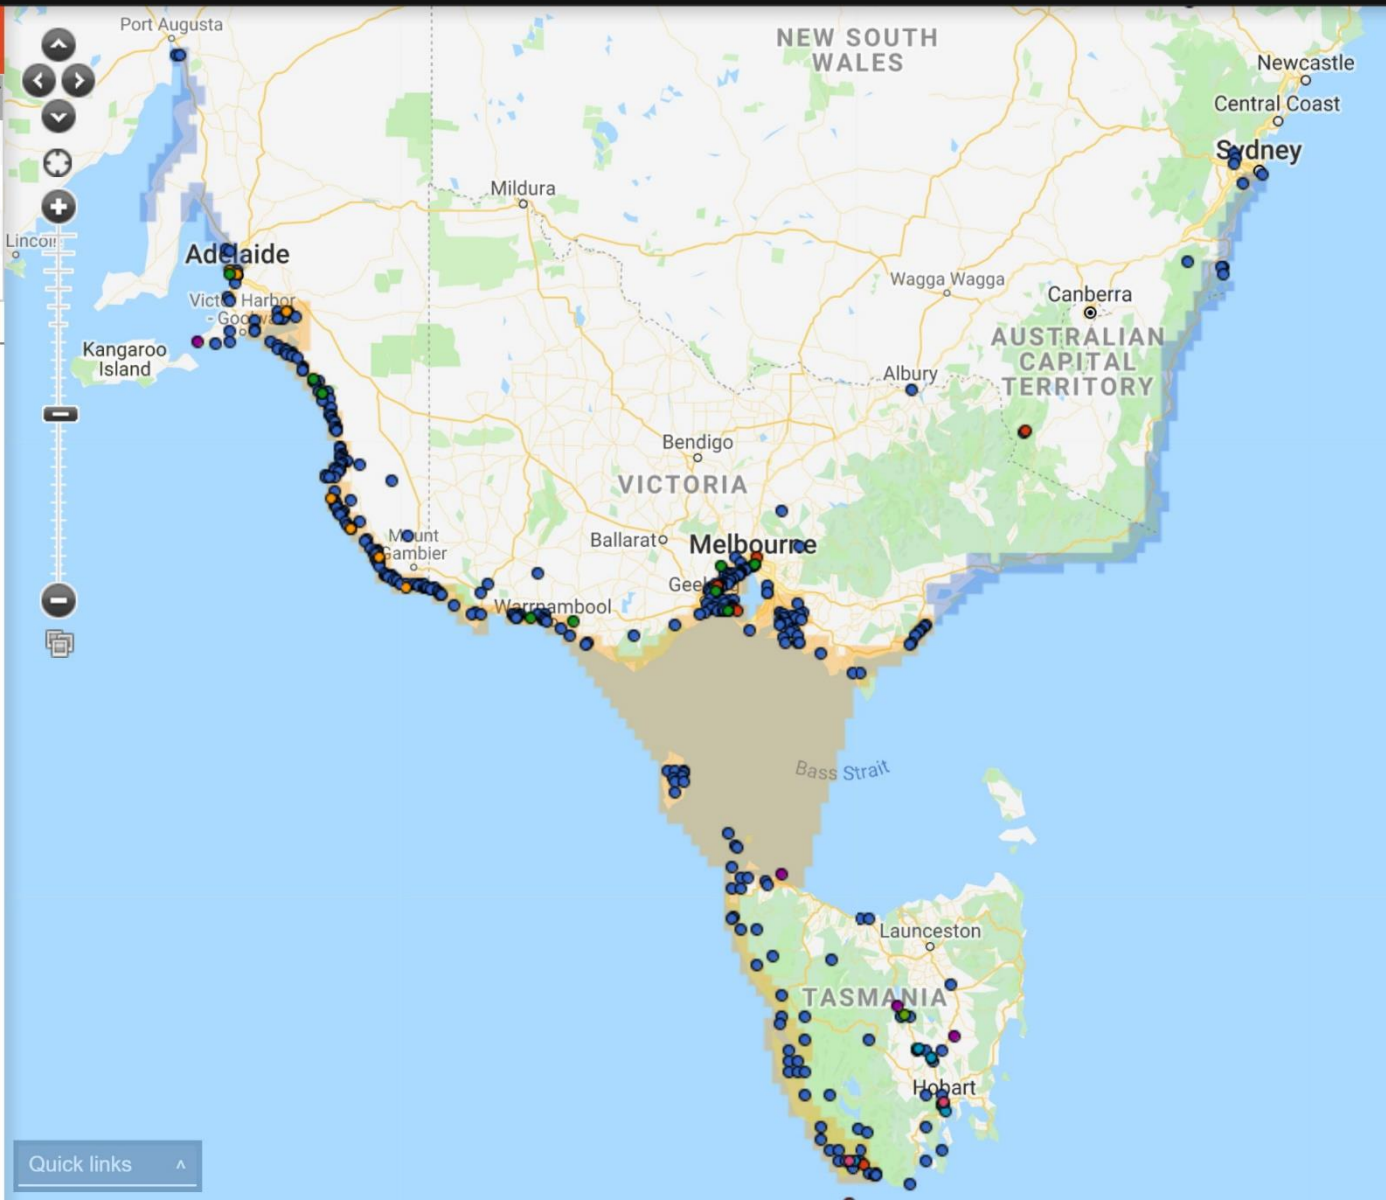 Port Augusta
NEW SOUTH
WALES
Newcastle
Central Coast
Sydney
Mildura
Lincoln
Adelaide
Wagga Wagga
Canberra
Victor Harbor
- Goolwa
AUSTRALIAN
CAPITAL
TERRITORY
Kangaroo
Island
Albury
Bendigo
VICTORIA
Ballarat
Melbourne
Mount
Gambier
Geelong
Warrnambool
Bass Strait
Launceston
TASMANIA
Hobart
Quick links